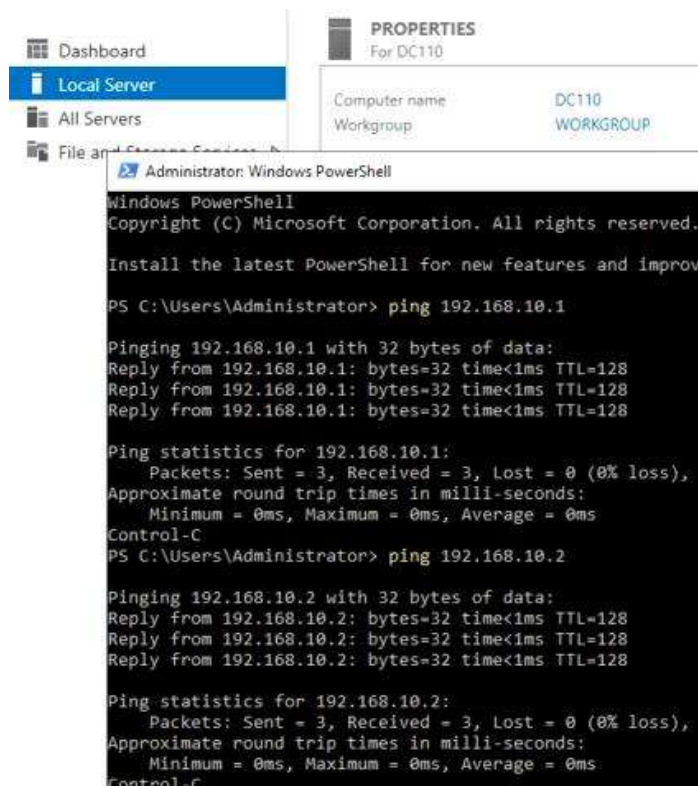 PROPERTIES
For DC110
Dashboard
Local Server
All Servers
File and Storage Services
Computer name DC110
Workgroup WORKGROUP
Administrator: Windows PowerShell
Windows PowerShell
Copyright (C) Microsoft Corporation. All rights reserved.
Install the latest PowerShell for new features and improv
PS C:\Users\Administrator> ping 192.168.10.1
Pinging 192.168.10.1 with 32 bytes of data:
Reply from 192.168.10.1: bytes=32 time<1ms TTL=128
Reply from 192.168.10.1: bytes=32 time<1ms TTL=128
Reply from 192.168.10.1: bytes=32 time<1ms TTL=128
Ping statistics for 192.168.10.1:
Packets: Sent = 3, Received = 3, Lost = 0 (0% loss),
Approximate round trip times in milli-seconds:
Minimum = 0ms, Maximum = 0ms, Average = 0ms
Control-C
PS C:\Users\Administrator> ping 192.168.10.2
Pinging 192.168.10.2 with 32 bytes of data:
Reply from 192.168.10.2: bytes=32 time<1ms TTL=128
Reply from 192.168.10.2: bytes=32 time<1ms TTL=128
Reply from 192.168.10.2: bytes=32 time<1ms TTL=128
Ping statistics for 192.168.10.2:
Packets: Sent = 3, Received = 3, Lost = 0 (0% loss),
Approximate round trip times in milli-seconds:
Minimum = 0ms, Maximum = 0ms, Average = 0ms
Control-C